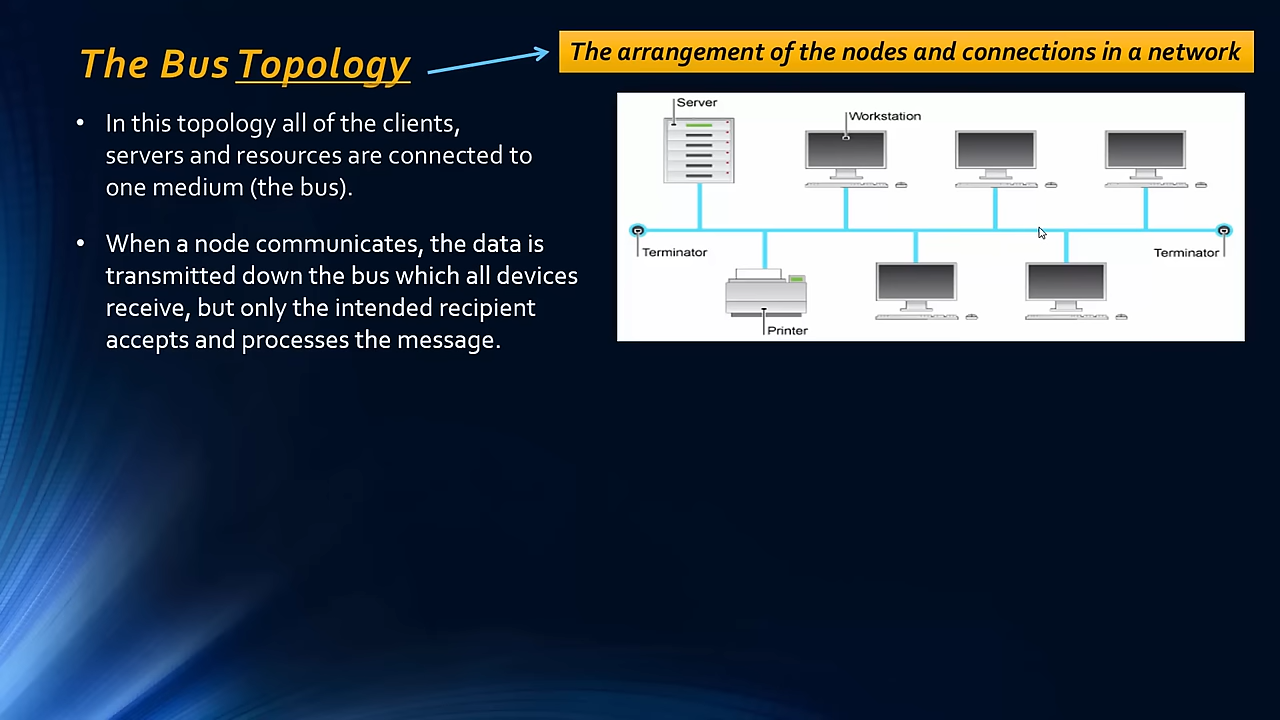 The Bus Topology
The arrangement of the nodes and connections in a network
• In this topology all of the clients,
servers and resources are connected to
one medium (the bus).
• When a node communicates, the data is
transmitted down the bus which all devices
receive, but only the intended recipient
accepts and processes the message.
Server
Workstation
Terminator
Terminator
Printer